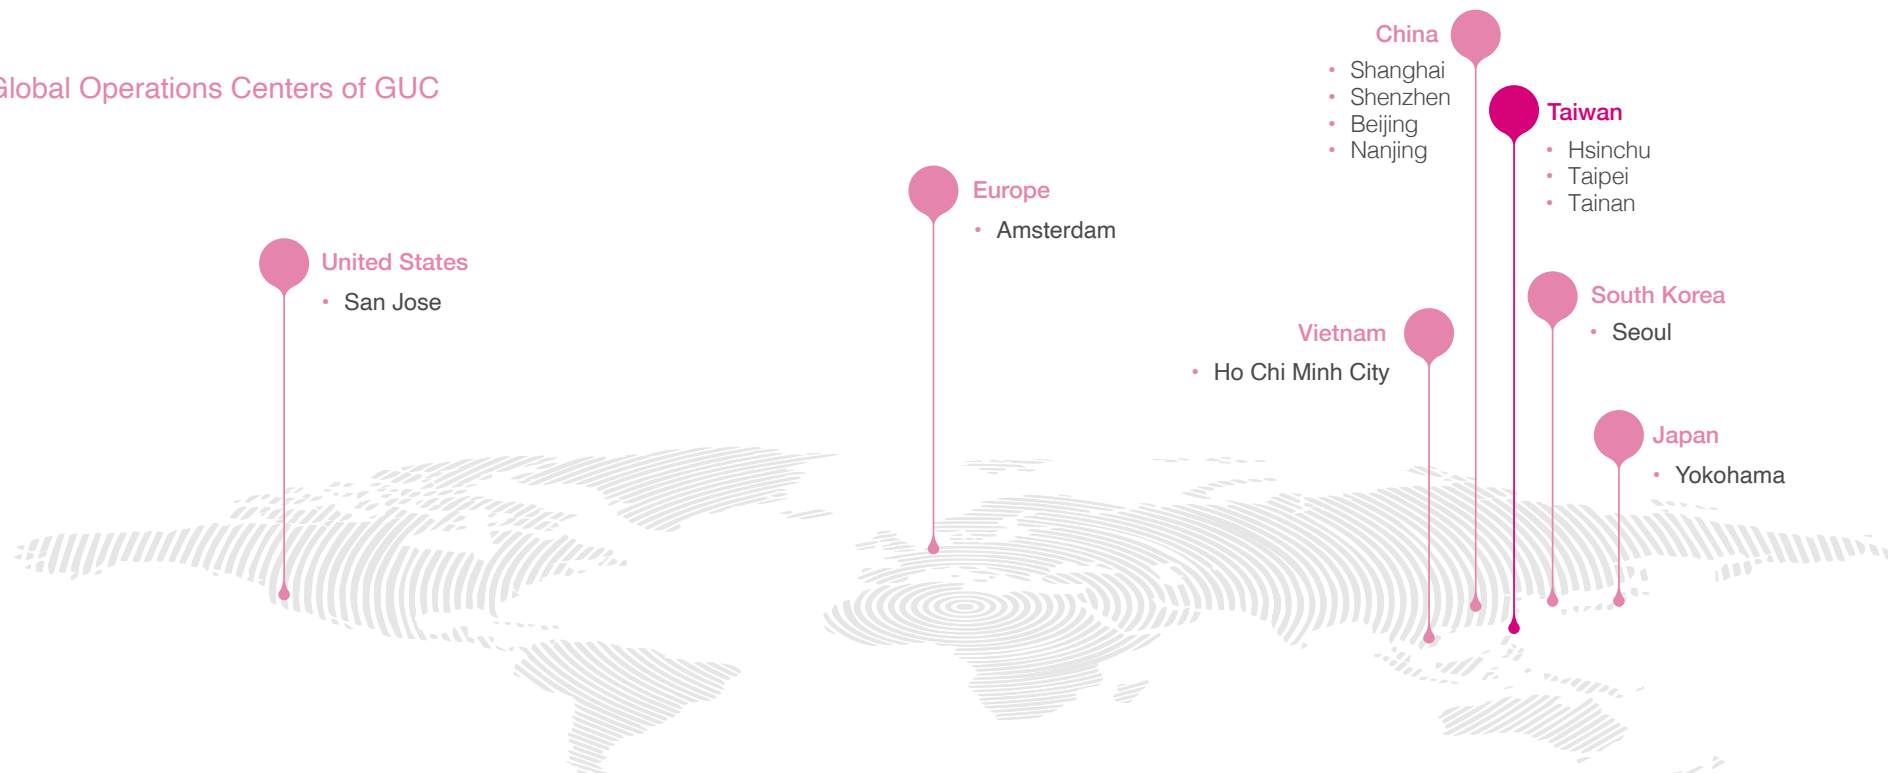 Global Operations Centers of GUC
China
• Shanghai
• Shenzhen
• Beijing
• Nanjing
Taiwan
• Hsinchu
• Taipei
• Tainan
Europe
• Amsterdam
United States
• San Jose
South Korea
• Seoul
Vietnam
• Ho Chi Minh City
Japan
• Yokohama